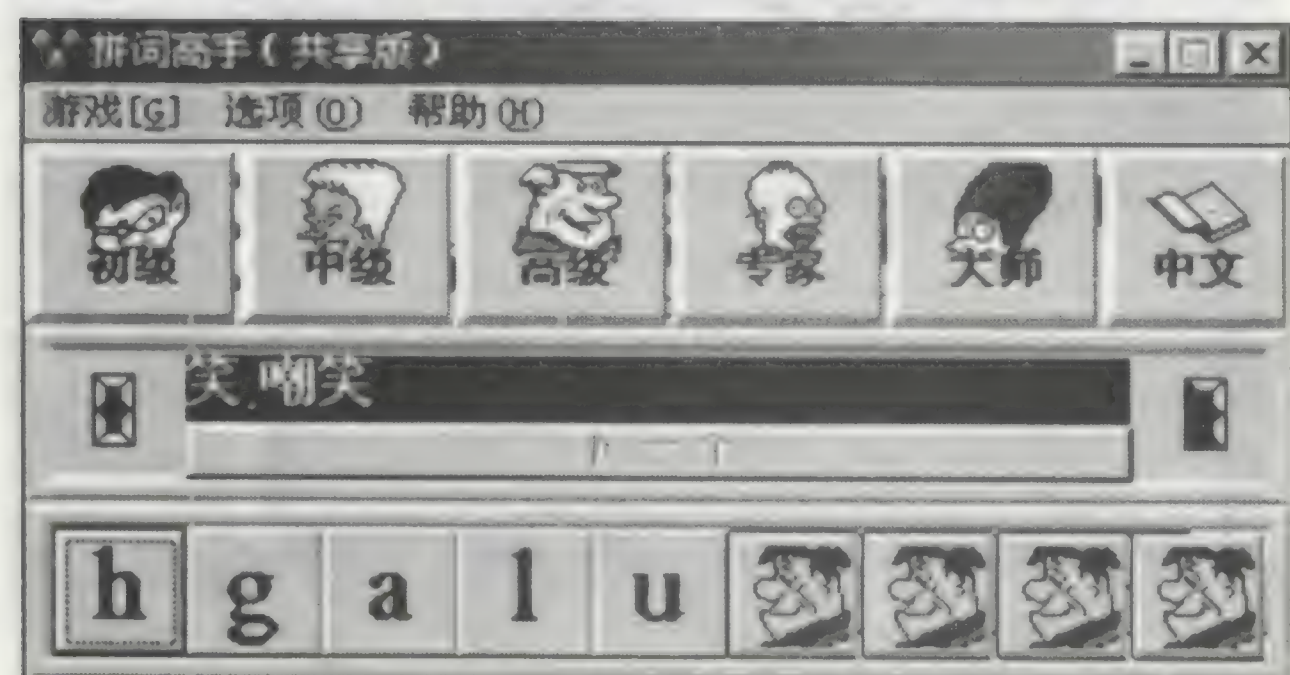 拼词高手(共享版)
游戏[G] 选项(O) 帮助(H)
初级 中级 高级 专家 大师 中文
笑,嘲笑
下一个
h g a l u